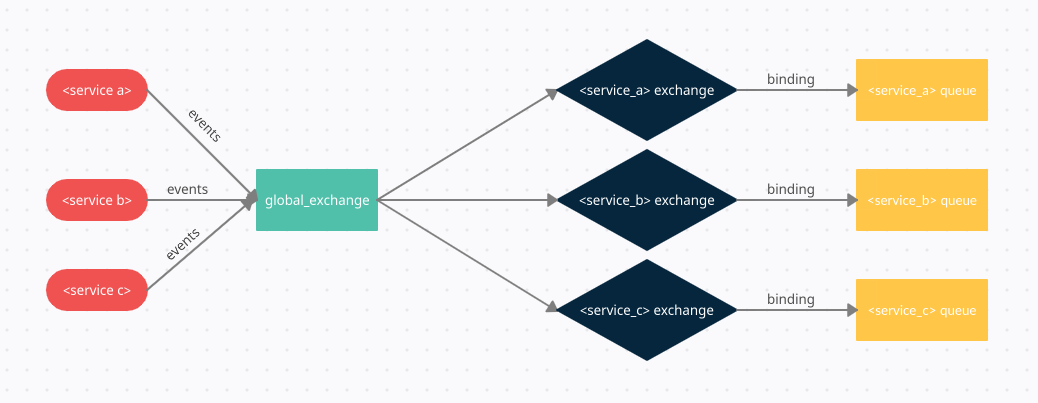 <service a>
events
<service b>
events
<service c>
events
global_exchange
<service_a> exchange
binding
<service_a> queue
<service_b> exchange
binding
<service_b> queue
<service_c> exchange
binding
<service_c> queue